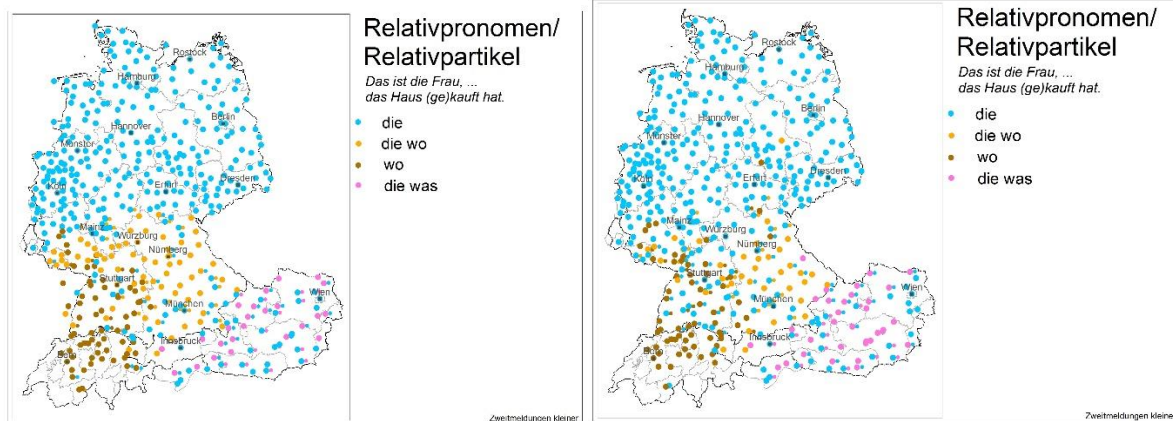 Relativpronomen/
Relativpartikel
Das ist die Frau, ...
das Haus (ge)kauft hat.
die
die wo
wo
die was
Rostock
Hamburg
Berlin
Hannover
Münster
Köln
Erfurt
Dresden
Mainz
Würzburg
Nürnberg
Stuttgart
München
Wien
Innsbruck
Bern
Zweitmeldungen kleiner
Relativpronomen/
Relativpartikel
Das ist die Frau, ...
das Haus (ge)kauft hat.
die
die wo
wo
die was
Rostock
Hamburg
Berlin
Hannover
Münster
Köln
Erfurt
Dresden
Mainz
Würzburg
Nürnberg
Stuttgart
München
Wien
Innsbruck
Bern
Zweitmeldungen kleiner